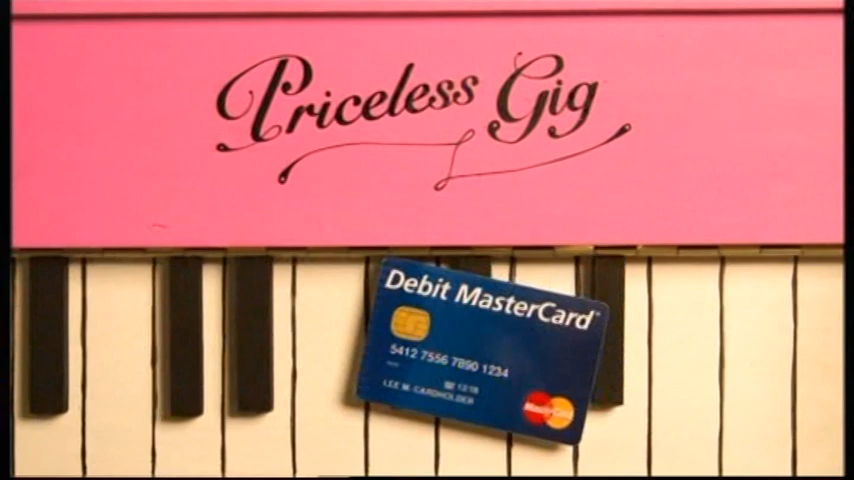 Priceless Gig
Debit MasterCard
5412 7556 7890 1234
12/18
LEE M. CARDHOLDER
MasterCard